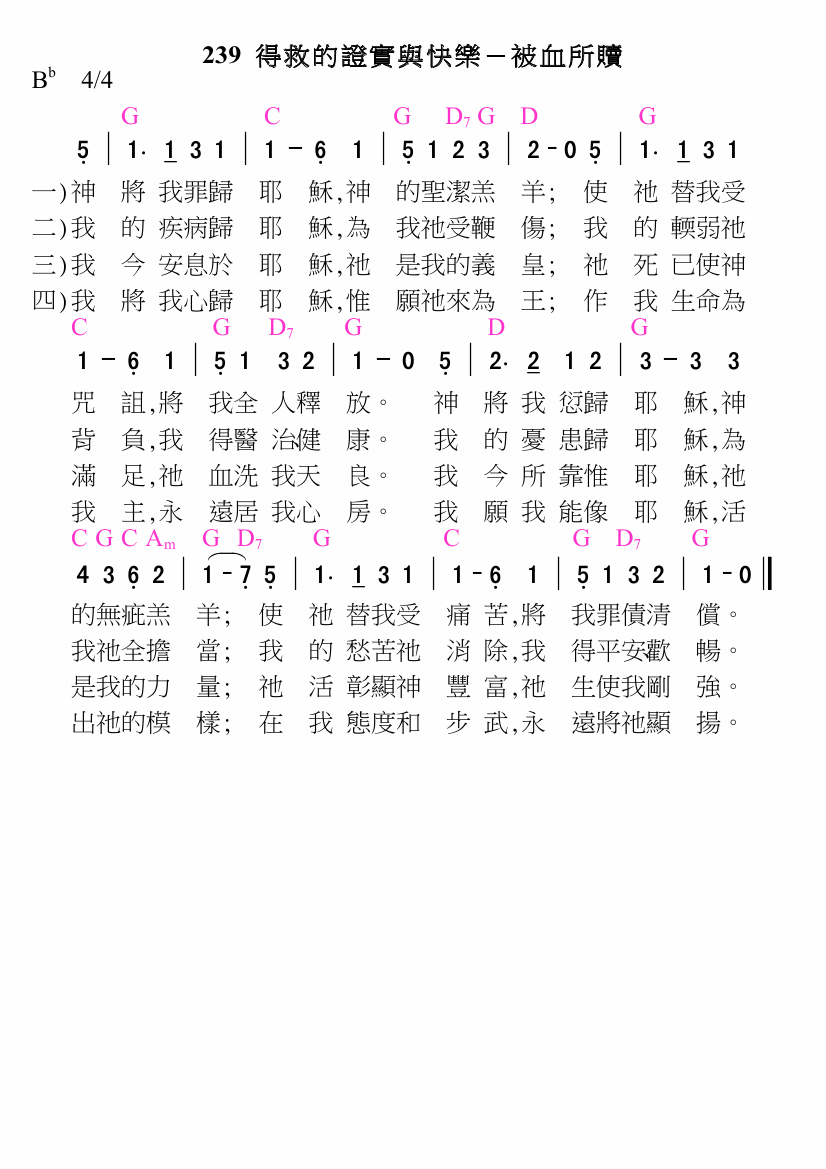 239 得救的證實與快樂－被血所贖
B♭ 4/4
G C G D7 G D G
5̣ | 1. 1 3 1 | 1 － 6̣ 1 | 5̣ 1 2 3 | 2 - 0 5̣ | 1. 1 3 1
一)神 將 我罪歸 耶 穌,神 的聖潔羔 羊; 使 祂 替我受
二)我 的 疾病歸 耶 穌,為 我祂受鞭 傷; 我 的 輭弱祂
三)我 今 安息於 耶 穌,祂 是我的義 皇; 祂 死 已使神
四)我 將 我心歸 耶 穌,惟 願祂來為 王; 作 我 生命為
C G D7 G D G
1 － 6̣ 1 | 5̣ 1 3 2 | 1 － 0 5̣ | 2. 2 1 2 | 3 － 3 3
咒 詛,將 我全 人釋 放。 神 將 我 愆歸 耶 穌,神
背 負,我 得醫 治健 康。 我 的 憂 患歸 耶 穌,為
滿 足,祂 血洗 我天 良。 我 今 所 靠惟 耶 穌,祂
我 主,永 遠居 我心 房。 我 願 我 能像 耶 穌,活
C G C Am G D7 G C G D7 G
4 3 6̣ 2 | 1 - 7̣ 5̣ | 1. 1 3 1 | 1 - 6̣ 1 | 5̣ 1 3 2 | 1 - 0 ‖
的無疵羔 羊; 使 祂 替我受 痛 苦,將 我罪債清 償。
我祂全擔 當; 我 的 愁苦祂 消 除,我 得平安歡 暢。
是我的力 量; 祂 活 彰顯神 豐 富,祂 生使我剛 強。
出祂的模 樣; 在 我 態度和 步 武,永 遠將祂顯 揚。